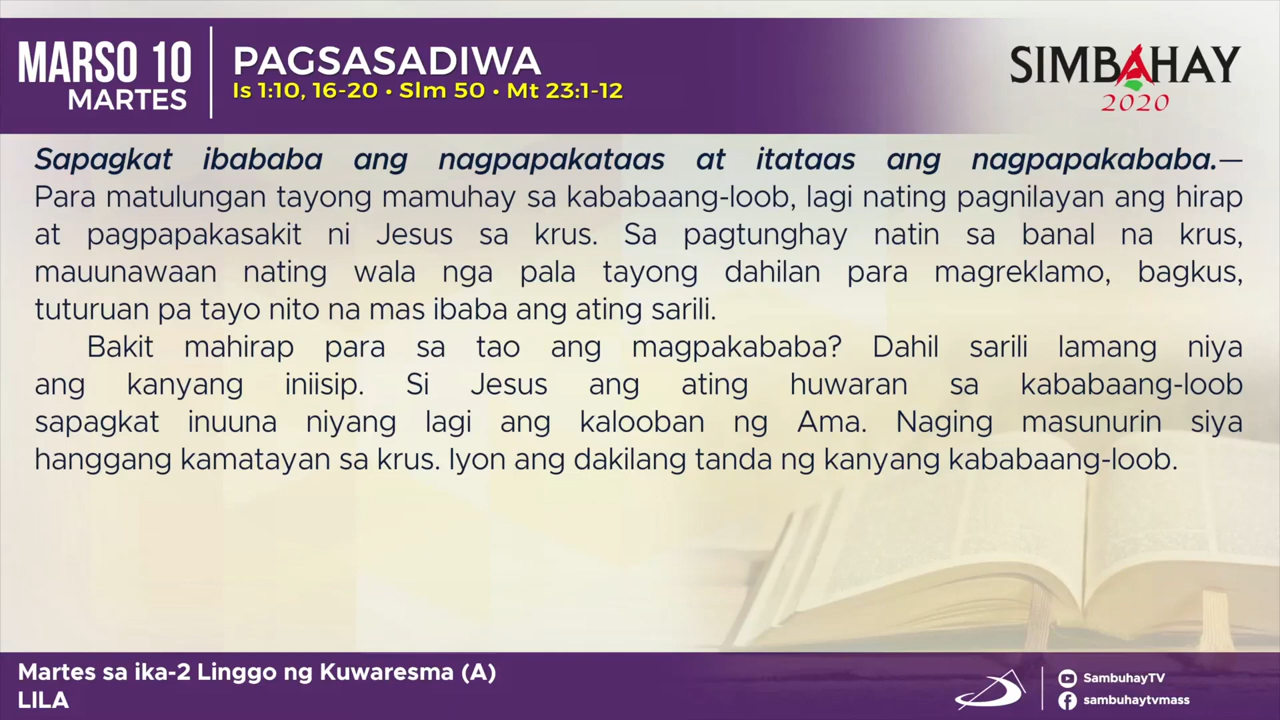 MARSO 10
MARTES
PAGSASADIWA
Is 1:10, 16-20 • Slm 50 • Mt 23:1-12
SIMBAHAY
2020
Sapagkat ibababa ang nagpapakataas at itataas ang nagpapakababa.—
Para matulungan tayong mamuhay sa kababaang-loob, lagi nating pagnilayan ang hirap
at pagpapakasakit ni Jesus sa krus. Sa pagtunghay natin sa banal na krus,
mauunawaan nating wala nga pala tayong dahilan para magreklamo, bagkus,
tuturuan pa tayo nito na mas ibaba ang ating sarili.
Bakit mahirap para sa tao ang magpakababa? Dahil sarili lamang niya
ang kanyang iniisip. Si Jesus ang ating huwaran sa kababaang-loob
sapagkat inuuna niyang lagi ang kalooban ng Ama. Naging masunurin siya
hanggang kamatayan sa krus. Iyon ang dakilang tanda ng kanyang kababaang-loob.
Martes sa ika-2 Linggo ng Kuwaresma (A)
LILA
SambuhayTV
sambuhaytvmass